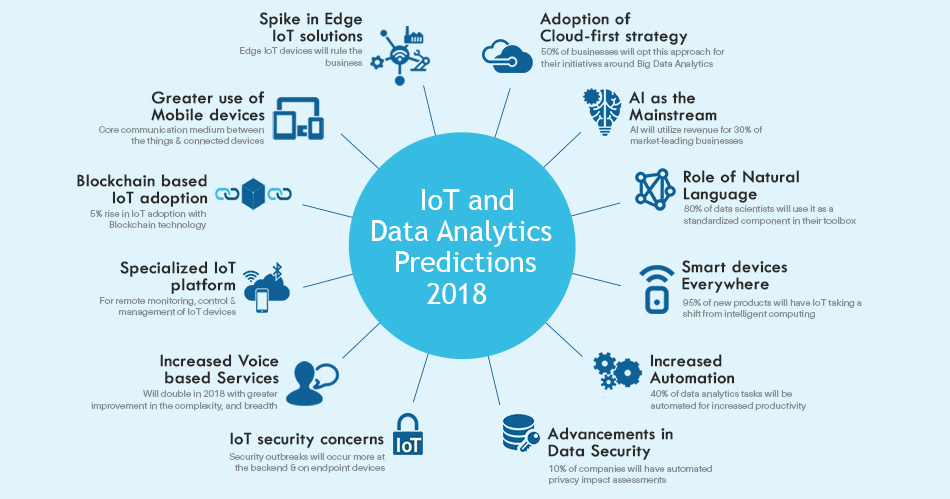 Spike in Edge
IoT solutions
Edge IoT devices will rule the
business
Adoption of
Cloud-first strategy
50% of businesses will opt this approach for
their initiatives around Big Data Analytics
Greater use of
Mobile devices
Core communication medium between
the things & connected devices
AI as the
Mainstream
AI will utilize revenue for 30% of
market-leading businesses
Blockchain based
IoT adoption
5% rise in IoT adoption with
Blockchain technology
Role of Natural
Language
80% of data scientists will use it as a
standardized component in their toolbox
IoT and
Data Analytics
Predictions
2018
Specialized IoT
platform
For remote monitoring, control &
management of IoT devices
Smart devices
Everywhere
95% of new products will have IoT taking a
shift from intelligent computing
Increased Voice
based Services
Will double in 2018 with greater
improvement in the complexity, and breadth
Increased
Automation
40% of data analytics tasks will be
automated for increased productivity
IoT security concerns
Security outbreaks will occur more at
the backend & on endpoint devices
IoT
Advancements in
Data Security
10% of companies will have automated
privacy impact assessments